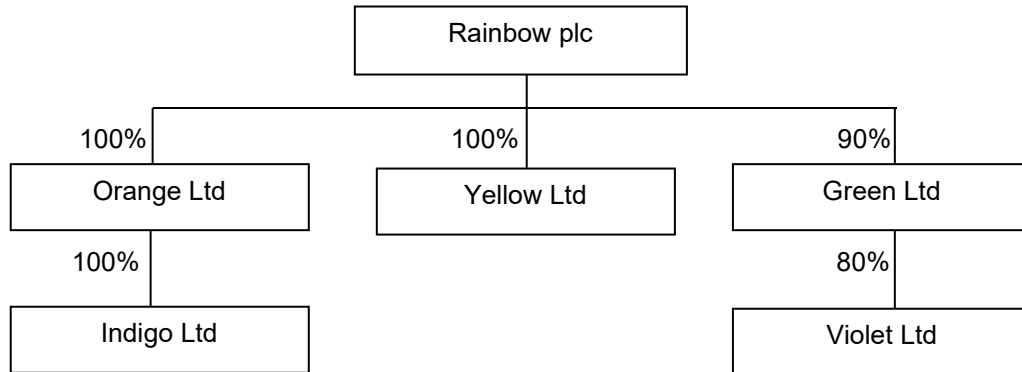 Rainbow plc
100%
100%
90%
Orange Ltd
Yellow Ltd
Green Ltd
100%
80%
Indigo Ltd
Violet Ltd